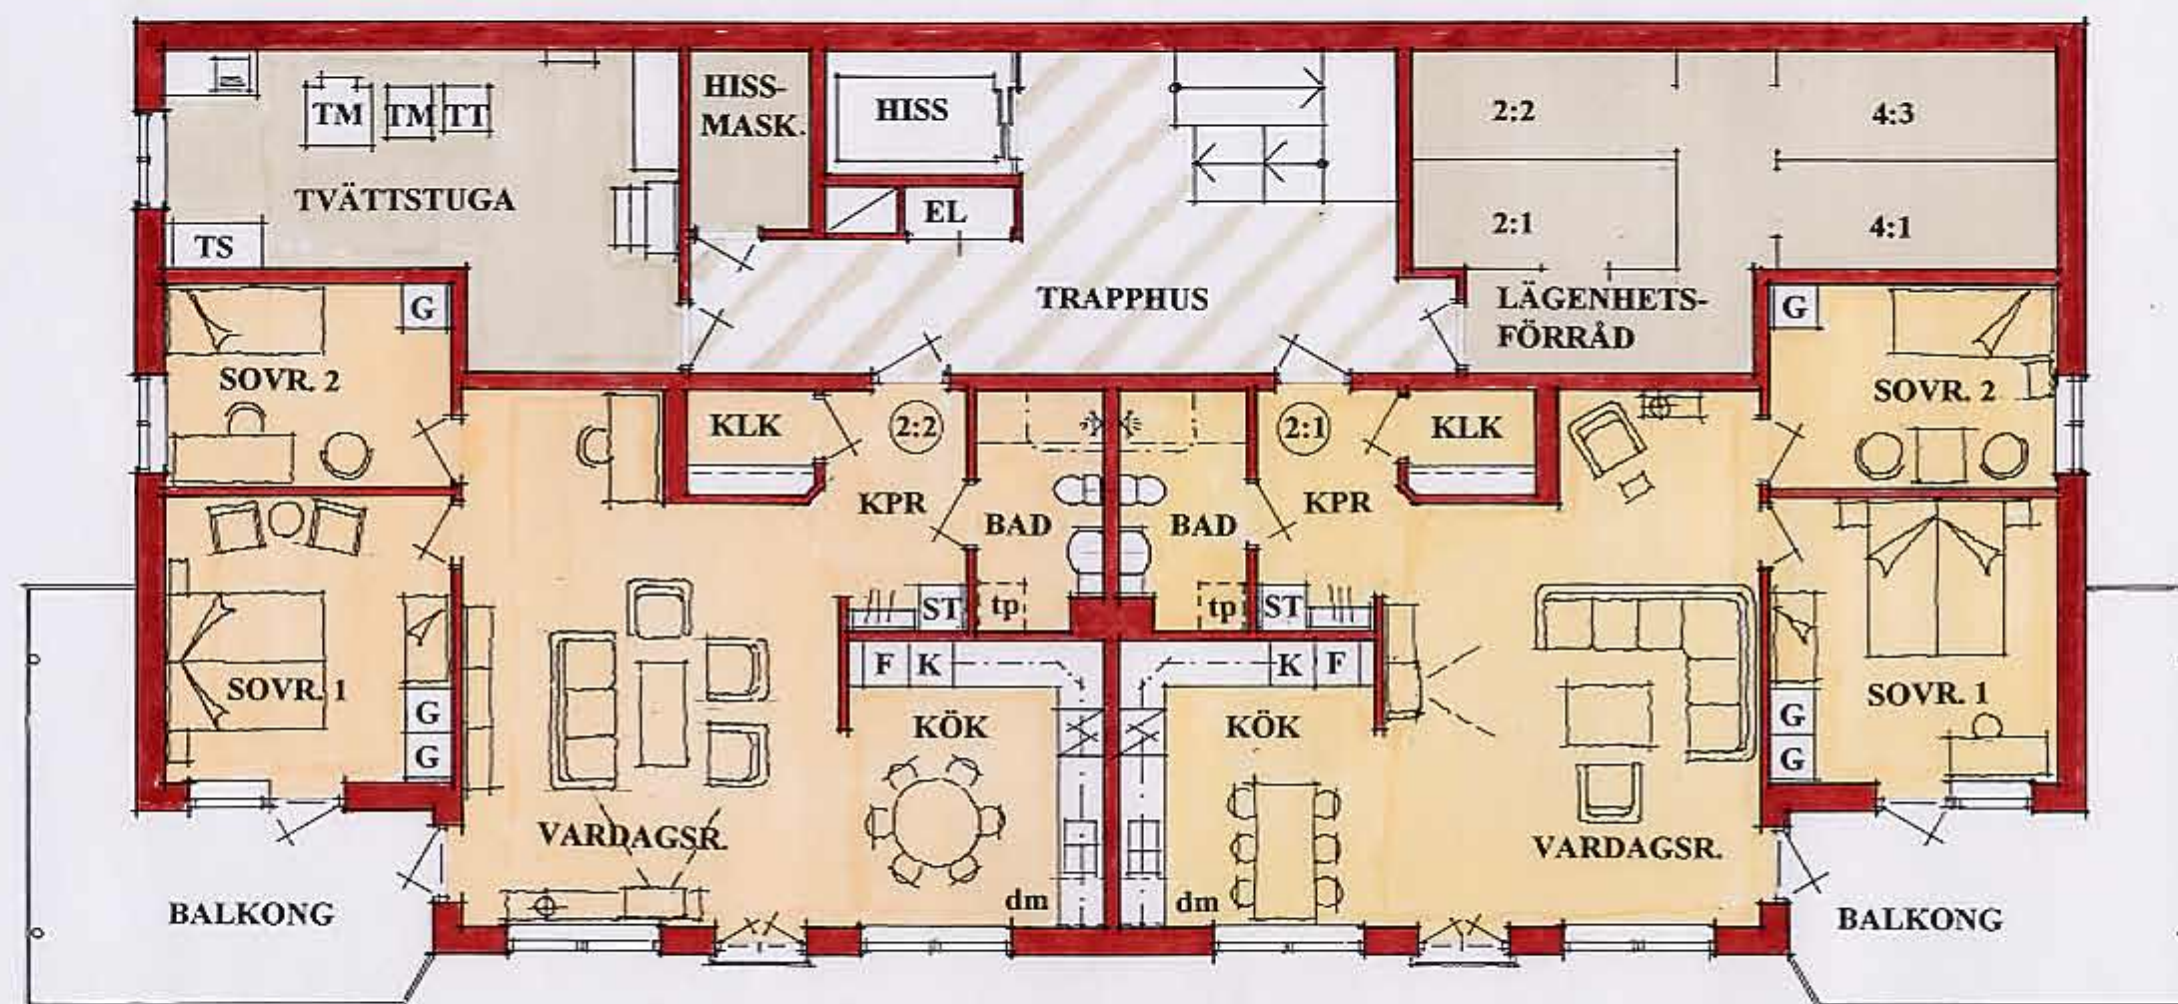 TM
TM
TT
TVÄTTSTUGA
TS
HISS-
MASK.
HISS
EL
TRAPPHUS
2:2
4:3
2:1
4:1
LÄGENHETS-
FÖRRÅD
G
SOVR. 2
KLK
2:2
KPR
BAD
ST
tp
SOVR. 1
G
G
F
K
KÖK
VARDAGSR.
dm
BALKONG
2:1
KLK
KPR
BAD
tp
ST
K
F
KÖK
dm
VARDAGSR.
G
SOVR. 2
SOVR. 1
G
G
BALKONG